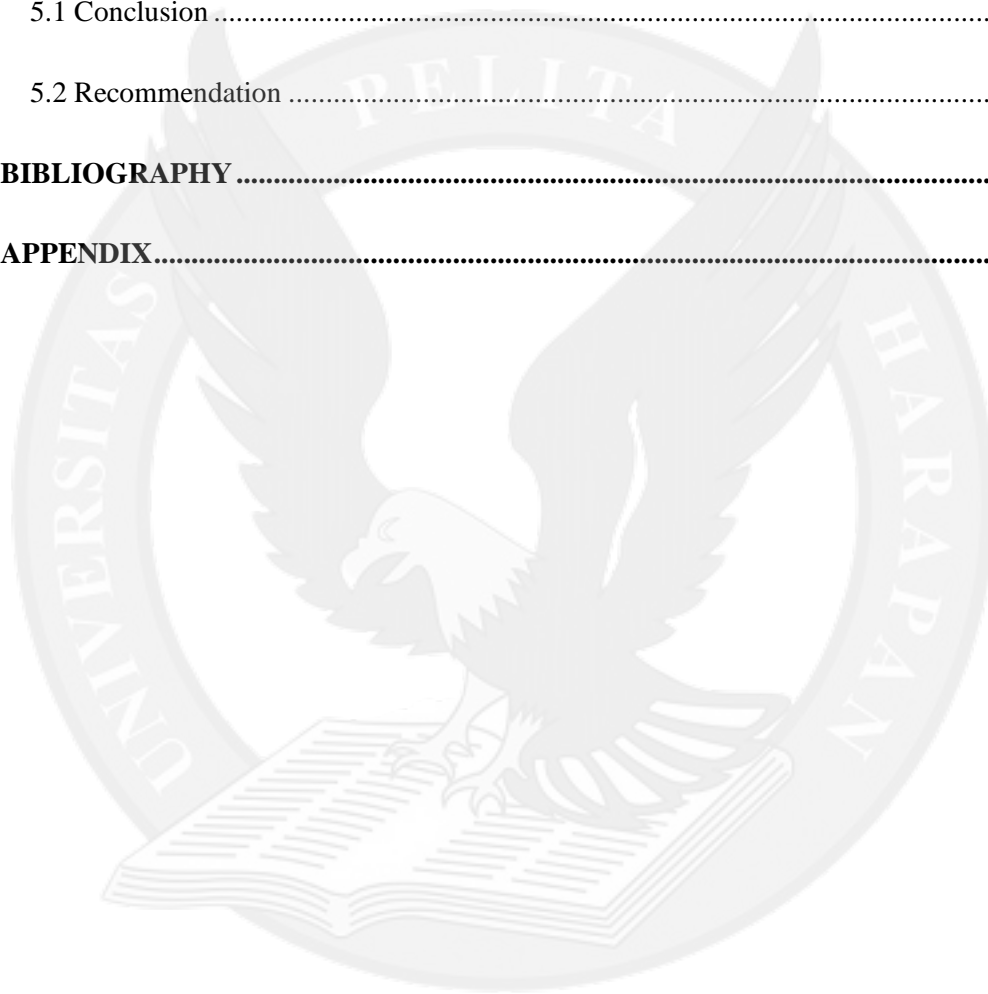 5.1 Conclusion ................................................................................................
5.2 Recommendation ......................................................................................
BIBLIOGRAPHY ............................................................................................
APPENDIX.......................................................................................................
UNIVERSITAS PELITA HARAPAN